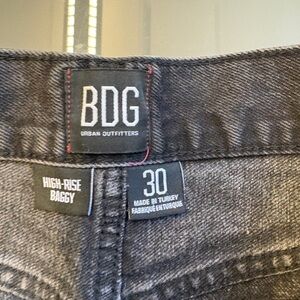 BDG
URBAN OUTFITTERS
HIGH-RISE
BAGGY
30
MADE IN TURKEY
FABRIQUÉ EN TURQUIE